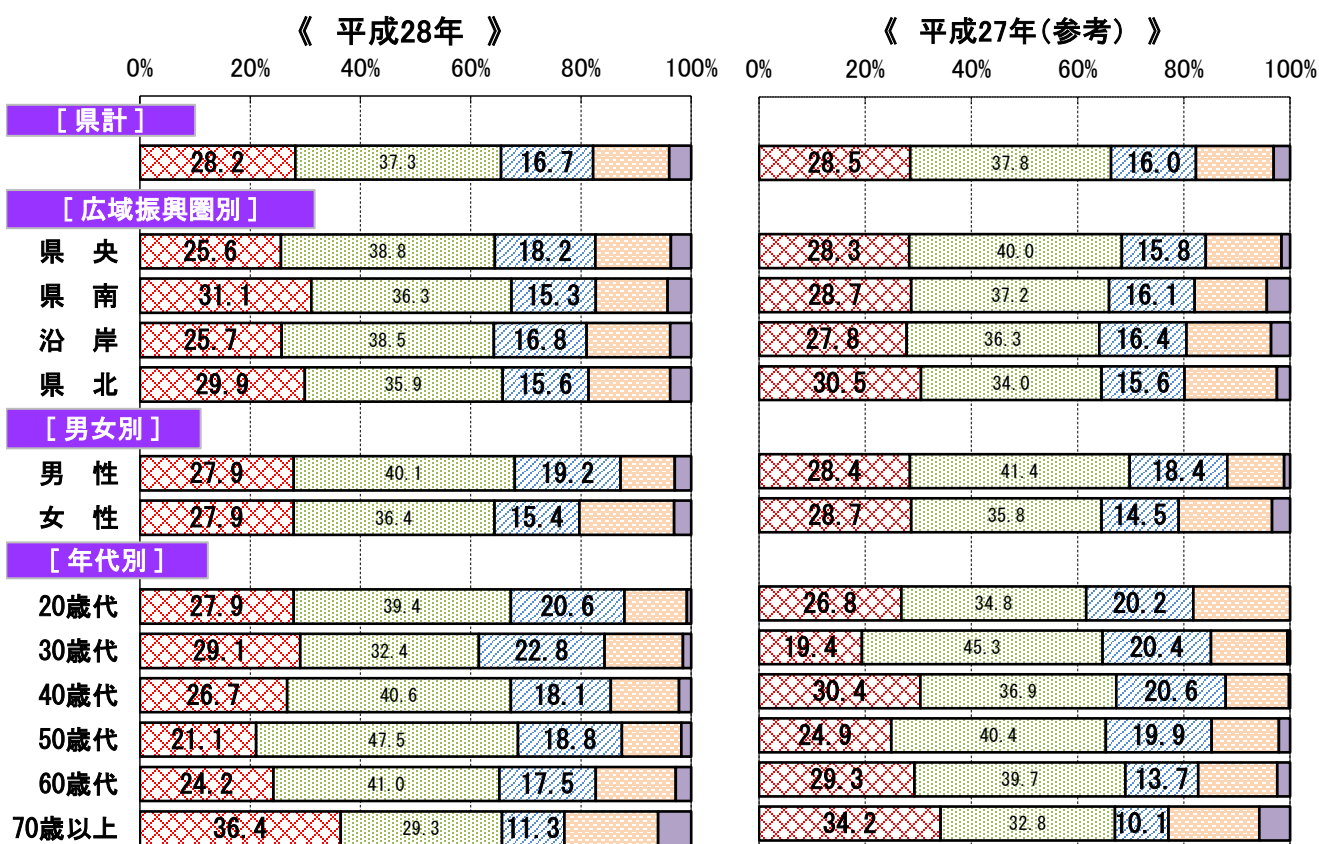 《 平成28年 》 《 平成27年(参考) 》
0% 20% 40% 60% 80% 100% 0% 20% 40% 60% 80% 100%
[ 県計 ]
28.2 37.3 16.7 28.5 37.8 16.0
[ 広域振興圏別 ]
県 央 25.6 38.8 18.2 28.3 40.0 15.8
県 南 31.1 36.3 15.3 28.7 37.2 16.1
沿 岸 25.7 38.5 16.8 27.8 36.3 16.4
県 北 29.9 35.9 15.6 30.5 34.0 15.6
[ 男女別 ]
男 性 27.9 40.1 19.2 28.4 41.4 18.4
女 性 27.9 36.4 15.4 28.7 35.8 14.5
[ 年代別 ]
20歳代 27.9 39.4 20.6 26.8 34.8 20.2
30歳代 29.1 32.4 22.8 19.4 45.3 20.4
40歳代 26.7 40.6 18.1 30.4 36.9 20.6
50歳代 21.1 47.5 18.8 24.9 40.4 19.9
60歳代 24.2 41.0 17.5 29.3 39.7 13.7
70歳以上 36.4 29.3 11.3 34.2 32.8 10.1